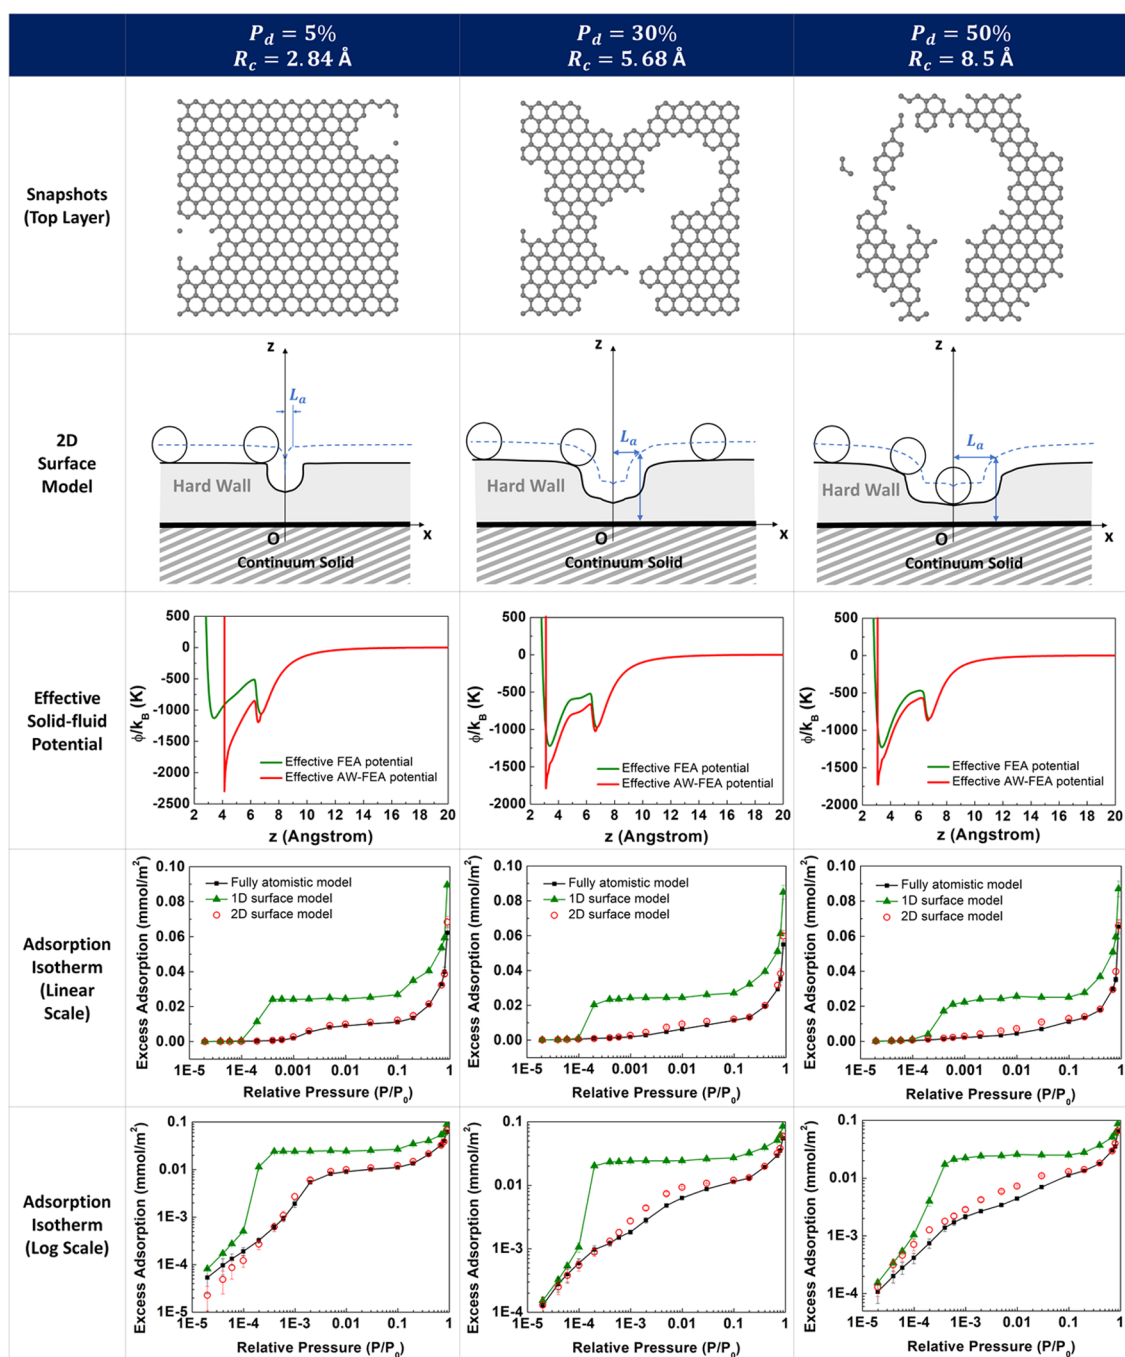 P_d = 5%
R_c = 2.84 Å
P_d = 30%
R_c = 5.68 Å
P_d = 50%
R_c = 8.5 Å
Snapshots
(Top Layer)
2D
Surface
Model
z
L_a
Hard Wall
O
x
Continuum Solid
z
L_a
Hard Wall
O
x
Continuum Solid
z
L_a
Hard Wall
O
x
Continuum Solid
Effective
Solid-fluid
Potential
ϕ/k_B (K)
500
0
-500
-1000
-1500
-2000
-2500
Effective FEA potential
Effective AW-FEA potential
2 4 6 8 10 12 14 16 18 20
z (Angstrom)
ϕ/k_B (K)
500
0
-500
-1000
-1500
-2000
Effective FEA potential
Effective AW-FEA potential
2 4 6 8 10 12 14 16 18 20
z (Angstrom)
ϕ/k_B (K)
500
0
-500
-1000
-1500
-2000
Effective FEA potential
Effective AW-FEA potential
2 4 6 8 10 12 14 16 18 20
z (Angstrom)
Adsorption
Isotherm
(Linear
Scale)
Excess Adsorption (mmol/m²)
0.10
0.08
0.06
0.04
0.02
0.00
Fully atomistic model
1D surface model
2D surface model
1E-5 1E-4 0.001 0.01 0.1 1
Relative Pressure (P/P₀)
Excess Adsorption (mmol/m²)
0.10
0.08
0.06
0.04
0.02
0.00
Fully atomistic model
1D surface model
2D surface model
1E-5 1E-4 0.001 0.01 0.1 1
Relative Pressure (P/P₀)
Excess Adsorption (mmol/m²)
0.10
0.08
0.06
0.04
0.02
0.00
Fully atomistic model
1D surface model
2D surface model
1E-5 1E-4 0.001 0.01 0.1 1
Relative Pressure (P/P₀)
Adsorption
Isotherm
(Log Scale)
Excess Adsorption (mmol/m²)
0.1
0.01
1E-3
1E-4
1E-5
1E-5 1E-4 1E-3 0.01 0.1 1
Relative Pressure (P/P₀)
Excess Adsorption (mmol/m²)
0.1
0.01
1E-3
1E-4
1E-5 1E-4 0.001 0.01 0.1 1
Relative Pressure (P/P₀)
Excess Adsorption (mmol/m²)
0.1
0.01
1E-3
1E-4
1E-5 1E-4 0.001 0.01 0.1 1
Relative Pressure (P/P₀)